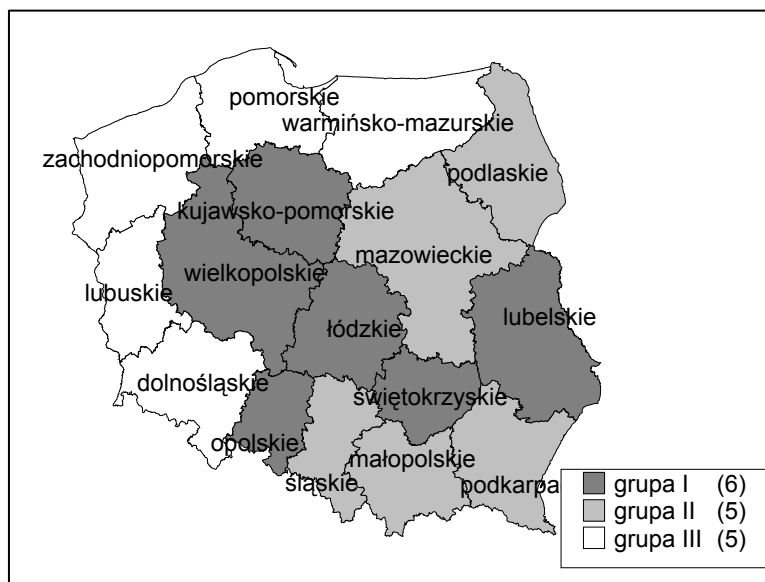 pomorskie
warmińsko-mazurskie
zachodniopomorskie
podlaskie
kujawsko-pomorskie
mazowieckie
wielkopolskie
lubuskie
łódzkie
lubelskie
dolnośląskie
świętokrzyskie
opolskie
małopolskie
śląskie
podkarpa
grupa I (6)
grupa II (5)
grupa III (5)